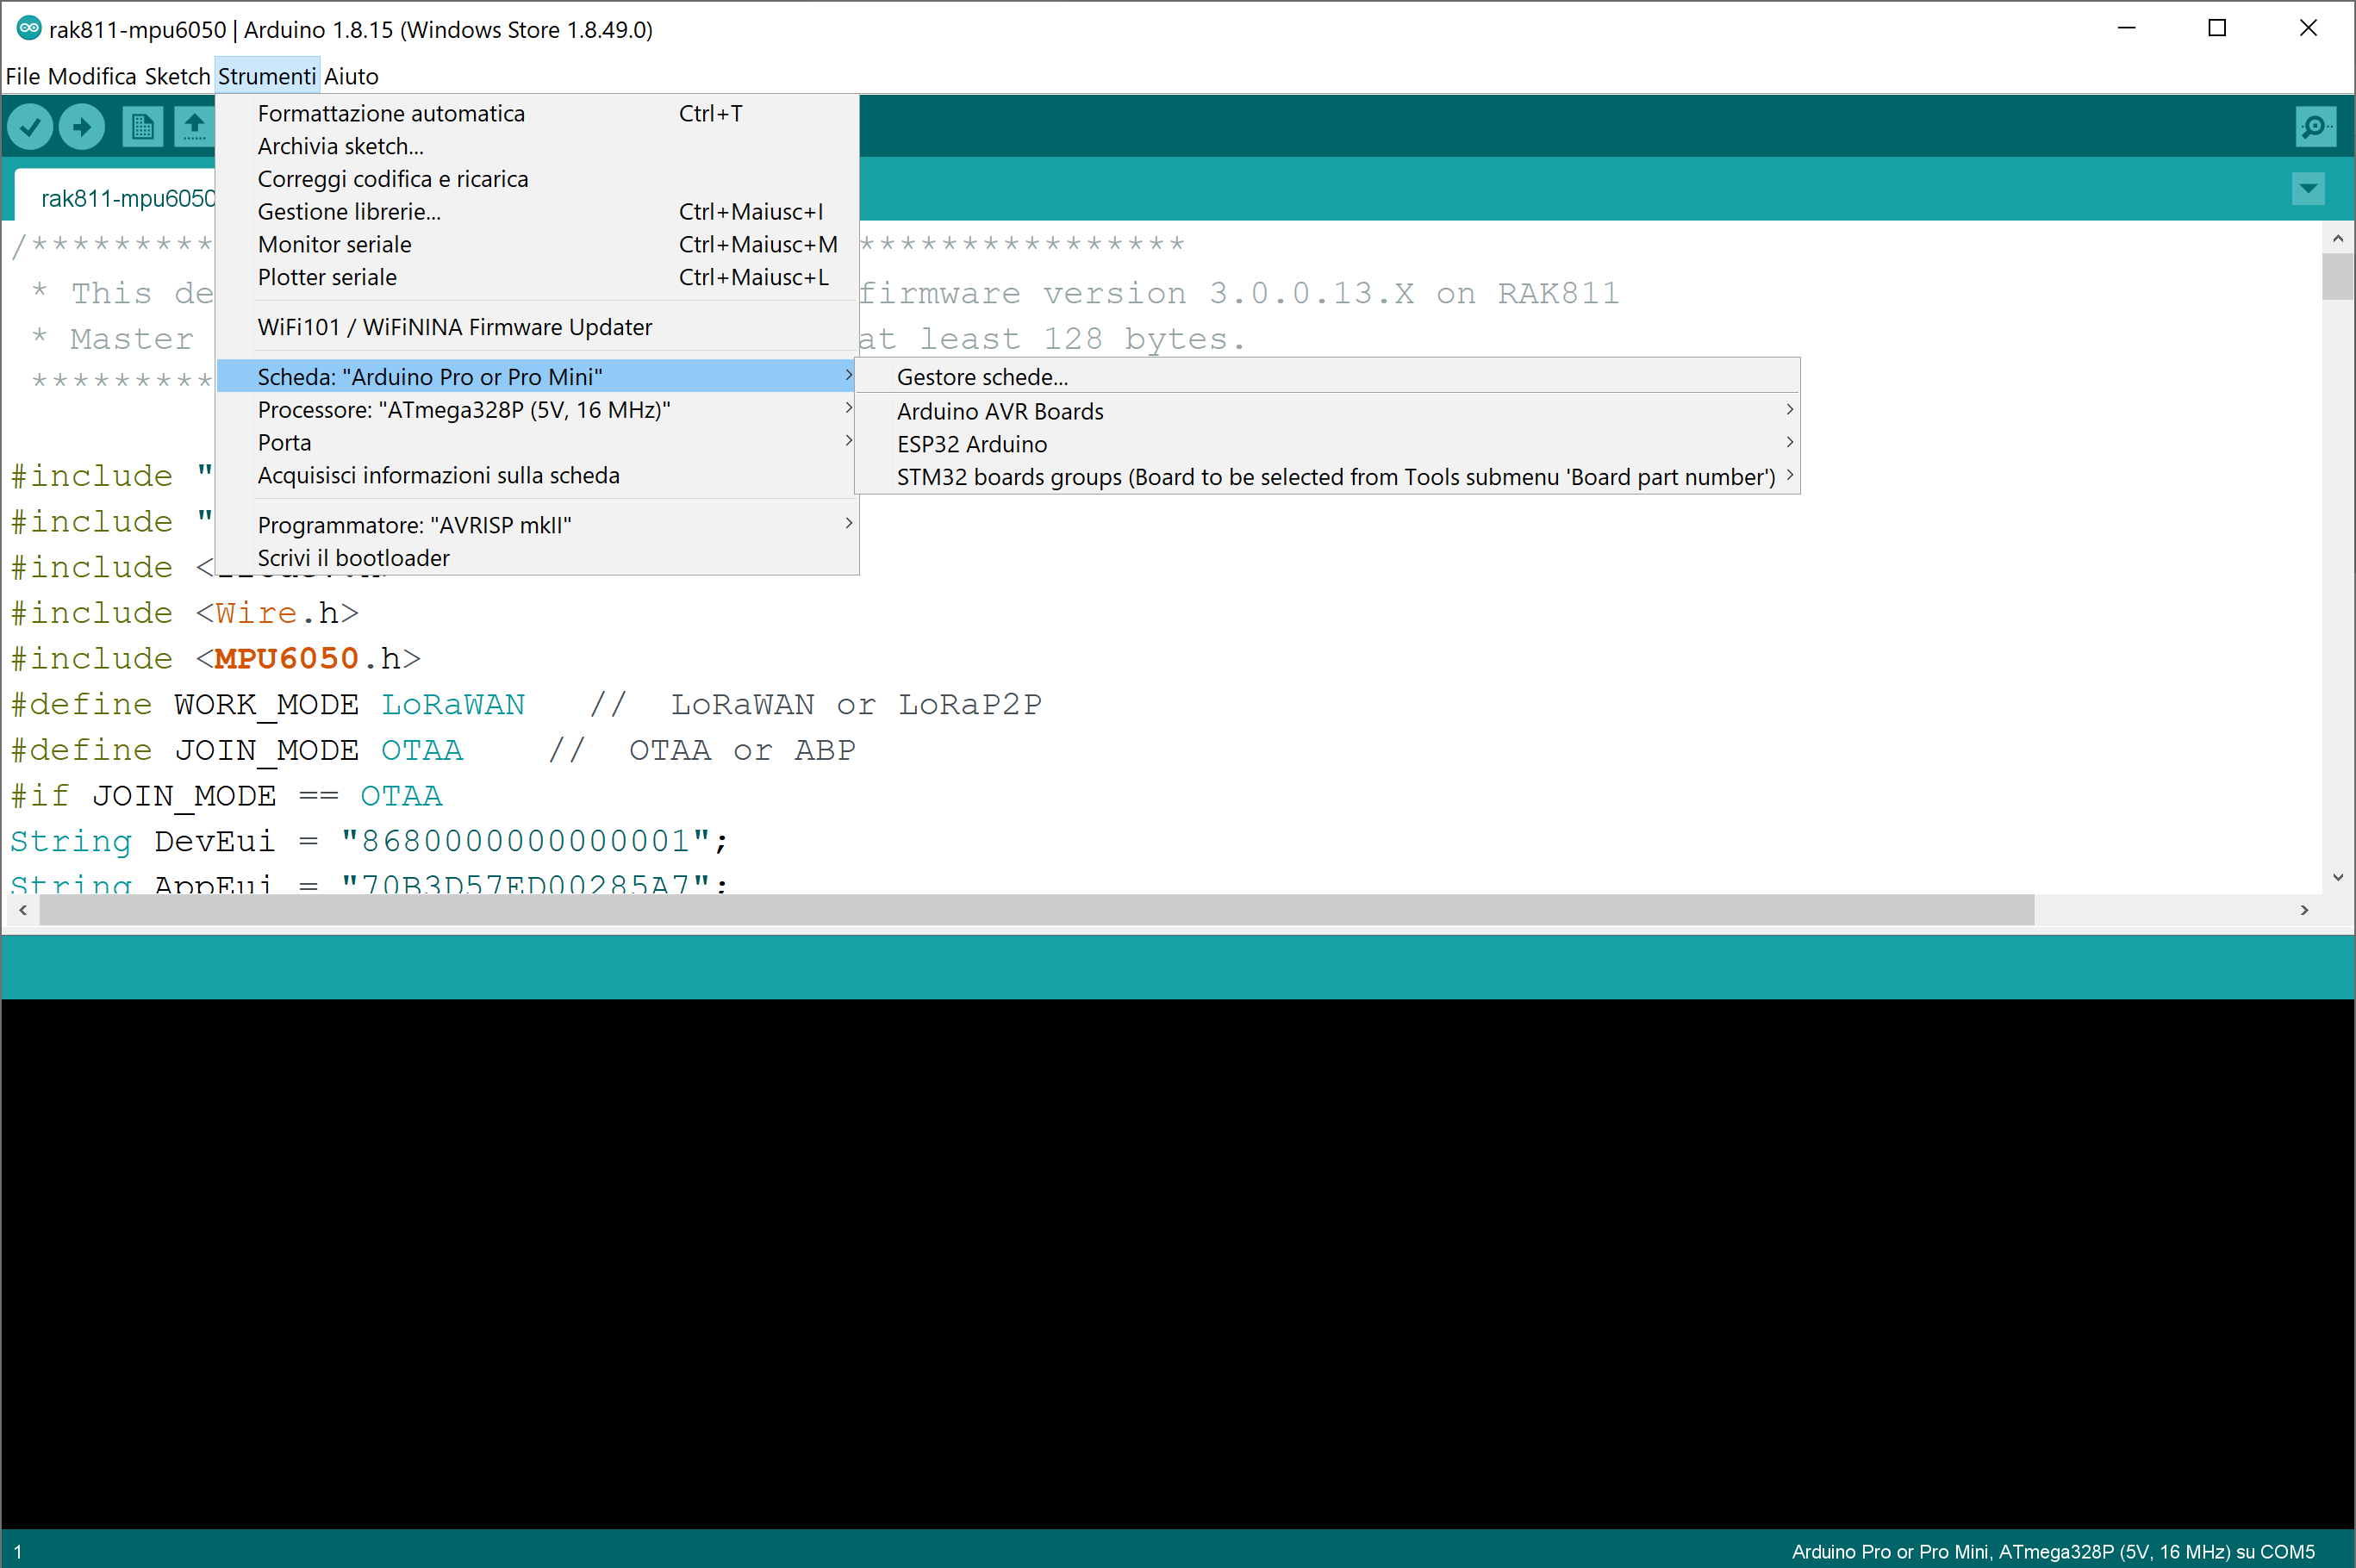 rak811-mpu6050 | Arduino 1.8.15 (Windows Store 1.8.49.0)
File Modifica Sketch Strumenti Aiuto
Formattazione automatica Ctrl+T
Archivia sketch...
Correggi codifica e ricarica
Gestione librerie... Ctrl+Maiusc+I
Monitor seriale Ctrl+Maiusc+M
Plotter seriale Ctrl+Maiusc+L
WiFi101 / WiFiNINA Firmware Updater
Scheda: "Arduino Pro or Pro Mini"
Processore: "ATmega328P (5V, 16 MHz)"
Porta
Acquisisci informazioni sulla scheda
Programmatore: "AVRISP mkII"
Scrivi il bootloader
Gestore schede...
Arduino AVR Boards
ESP32 Arduino
STM32 boards groups (Board to be selected from Tools submenu 'Board part number')
rak811-mpu6050
/********* ****************
* This de firmware version 3.0.0.13.X on RAK811
* Master at least 128 bytes.
*********
#include "
#include "
#include <
#include <Wire.h>
#include <MPU6050.h>
#define WORK_MODE LoRaWAN // LoRaWAN or LoRaP2P
#define JOIN_MODE OTAA // OTAA or ABP
#if JOIN_MODE == OTAA
String DevEui = "8680000000000001";
String AppEui = "70B3D57ED00285A7";
1
Arduino Pro or Pro Mini, ATmega328P (5V, 16 MHz) su COM5